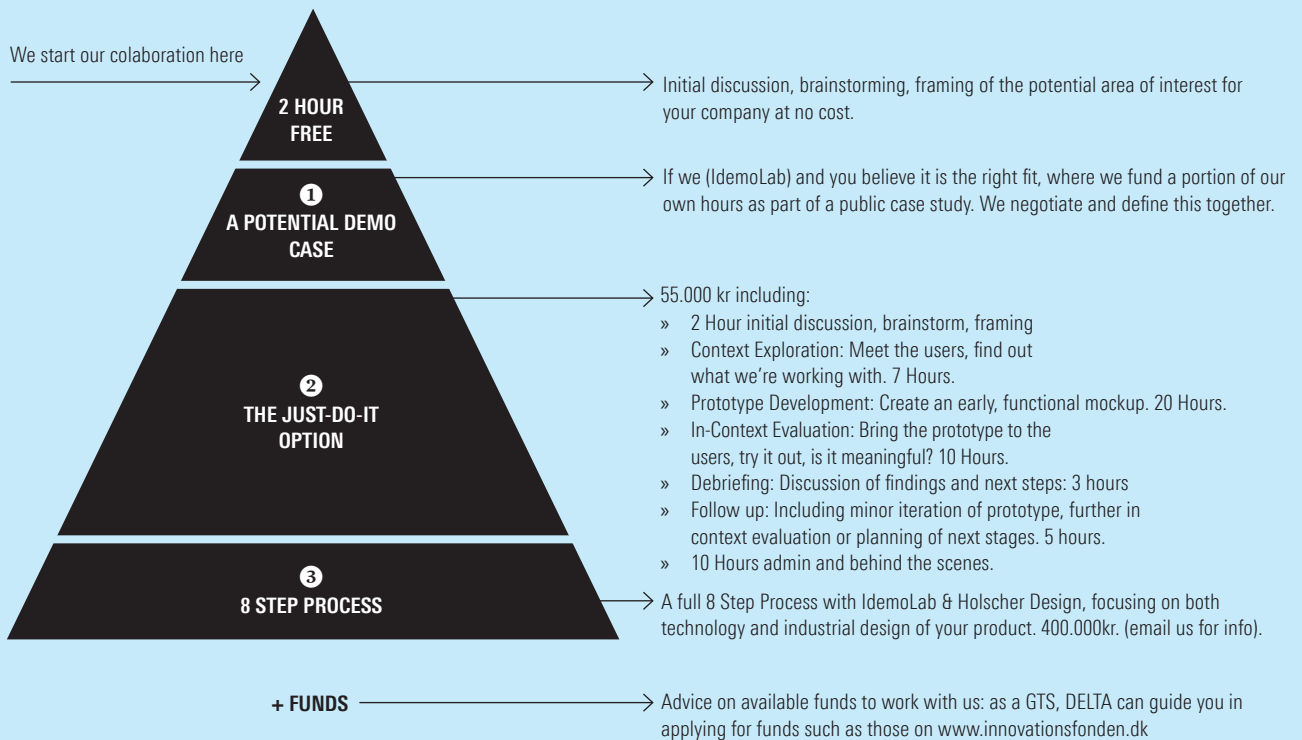 We start our colaboration here
2 HOUR
FREE
Initial discussion, brainstorming, framing of the potential area of interest for
your company at no cost.
❶
A POTENTIAL DEMO
CASE
If we (IdemoLab) and you believe it is the right fit, where we fund a portion of our
own hours as part of a public case study. We negotiate and define this together.
❷
THE JUST-DO-IT
OPTION
55.000 kr including:
» 2 Hour initial discussion, brainstorm, framing
» Context Exploration: Meet the users, find out
what we're working with. 7 Hours.
» Prototype Development: Create an early, functional mockup. 20 Hours.
» In-Context Evaluation: Bring the prototype to the
users, try it out, is it meaningful? 10 Hours.
» Debriefing: Discussion of findings and next steps: 3 hours
» Follow up: Including minor iteration of prototype, further in
context evaluation or planning of next stages. 5 hours.
» 10 Hours admin and behind the scenes.
❸
8 STEP PROCESS
A full 8 Step Process with IdemoLab & Holscher Design, focusing on both
technology and industrial design of your product. 400.000kr. (email us for info).
+ FUNDS
Advice on available funds to work with us: as a GTS, DELTA can guide you in
applying for funds such as those on www.innovationsfonden.dk